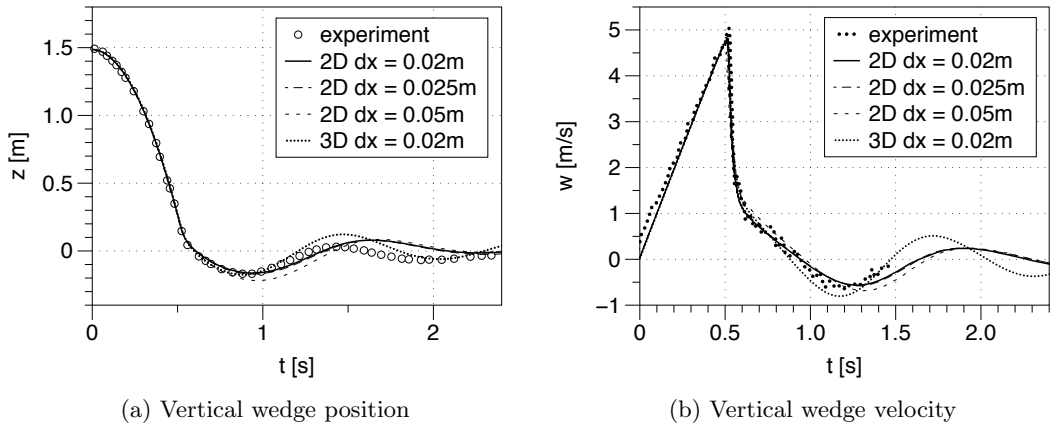 experiment
2D dx = 0.02m
2D dx = 0.025m
2D dx = 0.05m
3D dx = 0.02m
z [m]
1.5
1.0
0.5
0
0
1
2
t [s]
(a) Vertical wedge position
experiment
2D dx = 0.02m
2D dx = 0.025m
2D dx = 0.05m
3D dx = 0.02m
w [m/s]
5
4
3
2
1
0
−1
0
0.5
1.0
1.5
2.0
t [s]
(b) Vertical wedge velocity